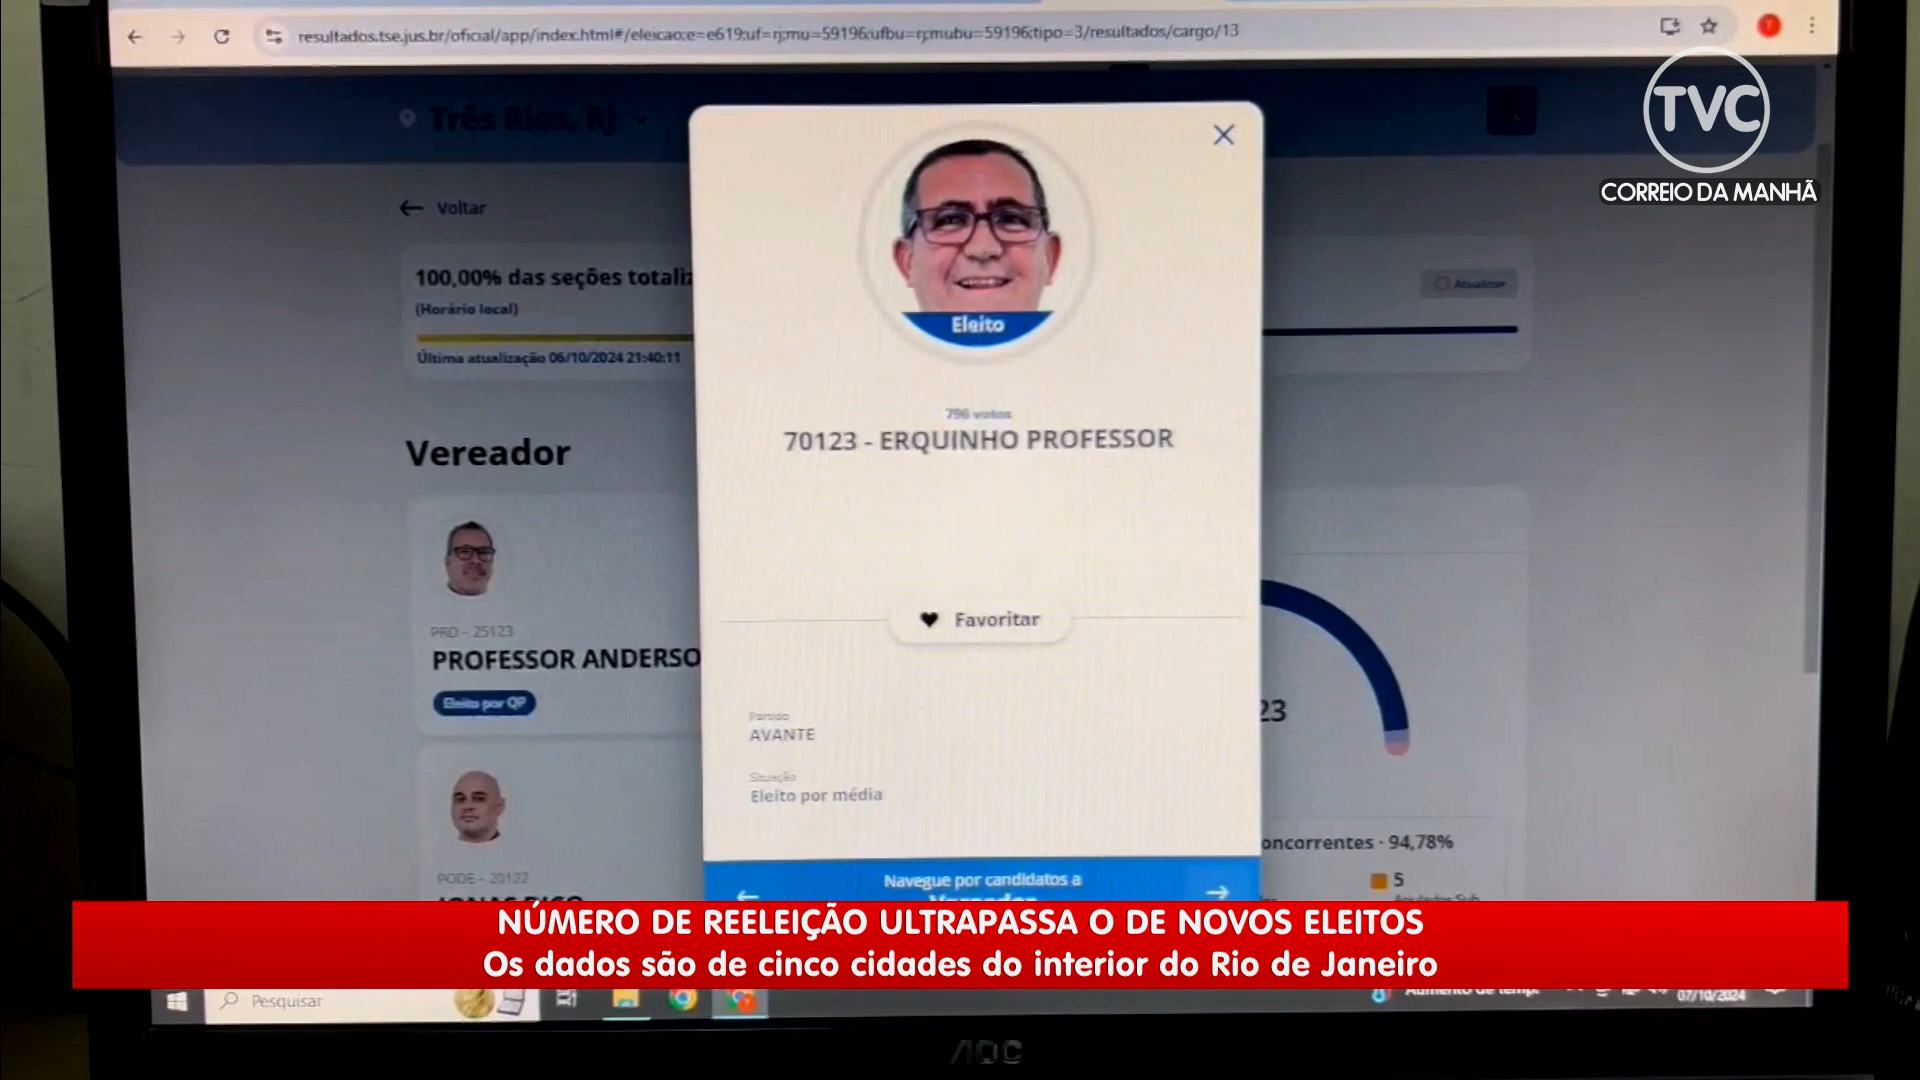 resultados.tse.jus.br/oficial/app/index.html#/eleicao;e=e619;uf=rj;mu=59196;ufbu=rj;mubu=59196;tipo=3/resultados/cargo/13
T
TVC
CORREIO DA MANHÃ
Três Rios, RJ
Voltar
100,00% das seções totaliz
(Horário local)
Atualizar
Última atualização 06/10/2024 21:40:11
Eleito
796 votos
70123 - ERQUINHO PROFESSOR
Vereador
PRD - 25123
PROFESSOR ANDERSO
Eleito por QP
Favoritar
23
Partido
AVANTE
Situação
Eleito por média
oncorrentes · 94,78%
5
PODE - 20122
Navegue por candidatos a
NÚMERO DE REELEIÇÃO ULTRAPASSA O DE NOVOS ELEITOS
Os dados são de cinco cidades do interior do Rio de Janeiro
Pesquisar
07/10/2024
AOC